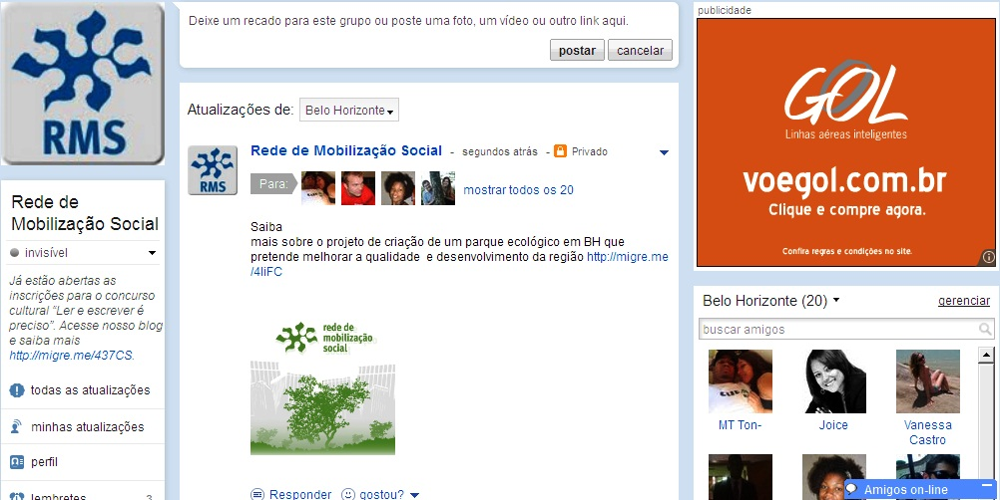 RMS
Rede de
Mobilização Social
invisível
Já estão abertas as
inscrições para o concurso
cultural "Ler e escrever é
preciso". Acesse nosso blog
e saiba mais
http://migre.me/437CS.
todas as atualizações
minhas atualizações
perfil
lembretes 3
Deixe um recado para este grupo ou poste uma foto, um vídeo ou outro link aqui.
postar cancelar
Atualizações de: Belo Horizonte
RMS
Rede de Mobilização Social - segundos atrás - Privado
Para: mostrar todos os 20
Saiba
mais sobre o projeto de criação de um parque ecológico em BH que
pretende melhorar a qualidade e desenvolvimento da região http://migre.me
/4IiFC
rede de
mobilização
social
Responder gostou?
publicidade
GOL
Linhas aéreas inteligentes
voegol.com.br
Clique e compre agora.
Confira regras e condições no site.
Belo Horizonte (20) gerenciar
buscar amigos
MT Ton- Joice Vanessa
Castro
Amigos on-line